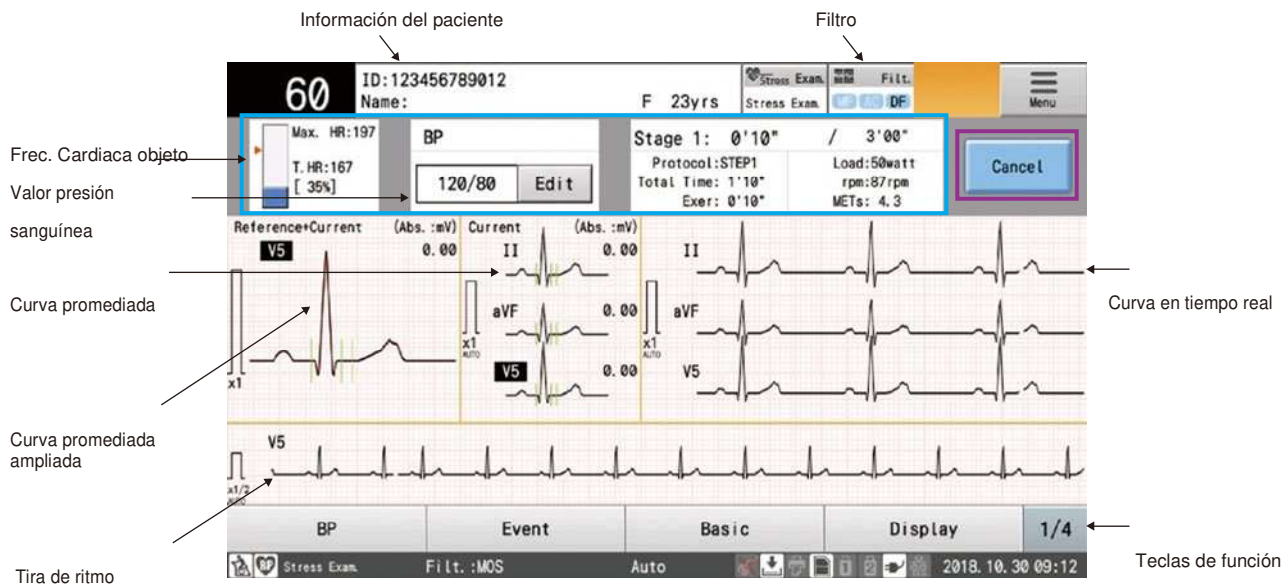 Información del paciente
Filtro
60
ID:123456789012
Name:
F 23yrs
Stress Exam.
Stress Exam.
Filt.
MF AC DF
Menu
Frec. Cardiaca objeto
Valor presión
sanguínea
Max. HR:197
T.HR:167
[ 35%]
BP
120/80
Edit
Stage 1: 0'10" / 3'00"
Protocol:STEP1
Total Time: 1'10"
Exer: 0'10"
Load:50watt
rpm:87rpm
METs: 4.3
Cancel
Reference+Current (Abs. :mV)
V5 0.00
x1
Current (Abs. :mV)
II 0.00
aVF 0.00
x1
AUTO
V5 0.00
II
aVF
x1
AUTO
V5
Curva promediada
Curva en tiempo real
Curva promediada
ampliada
V5
x1/2
AUTO
BP
Event
Basic
Display
1/4
Teclas de función
Tira de ritmo
Stress Exam.
Filt.:MOS
Auto
2018.10.30 09:12